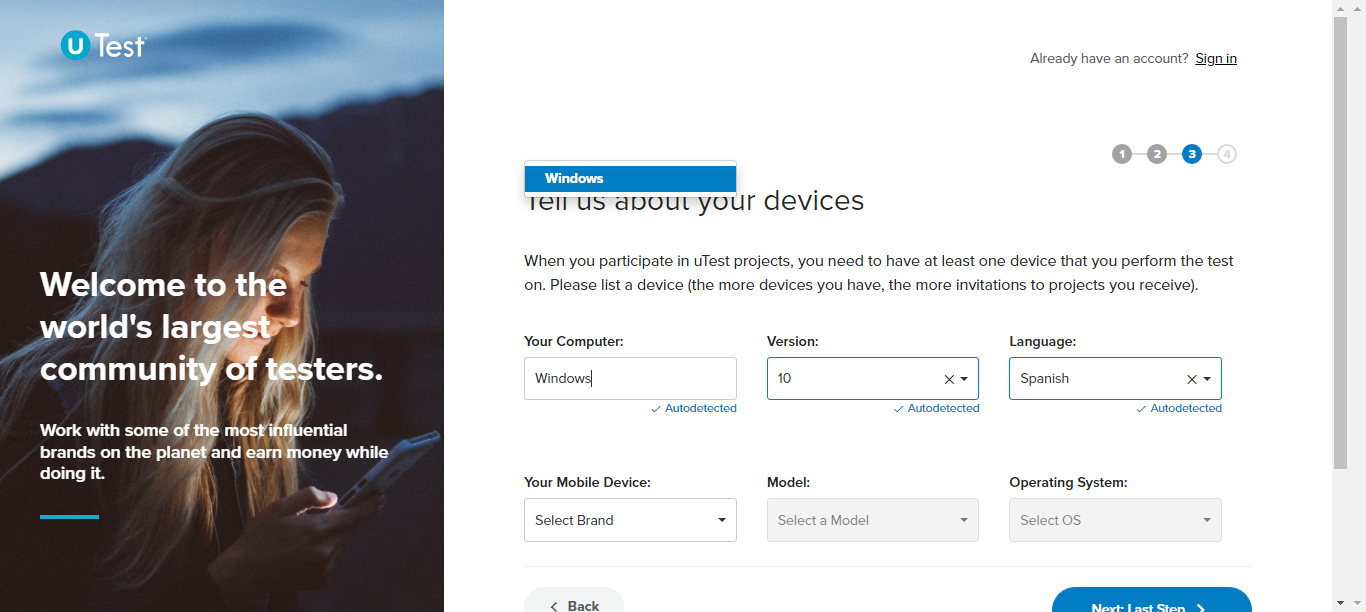 uTest
Already have an account? Sign in
1 2 3 4
Windows
Tell us about your devices
When you participate in uTest projects, you need to have at least one device that you perform the test
on. Please list a device (the more devices you have, the more invitations to projects you receive).
Welcome to the
world's largest
community of testers.
Work with some of the most influential
brands on the planet and earn money while
doing it.
Your Computer: Version: Language:
Windows 10 Spanish
Autodetected Autodetected Autodetected
Your Mobile Device: Model: Operating System:
Select Brand Select a Model Select OS
Back Next: Last Step